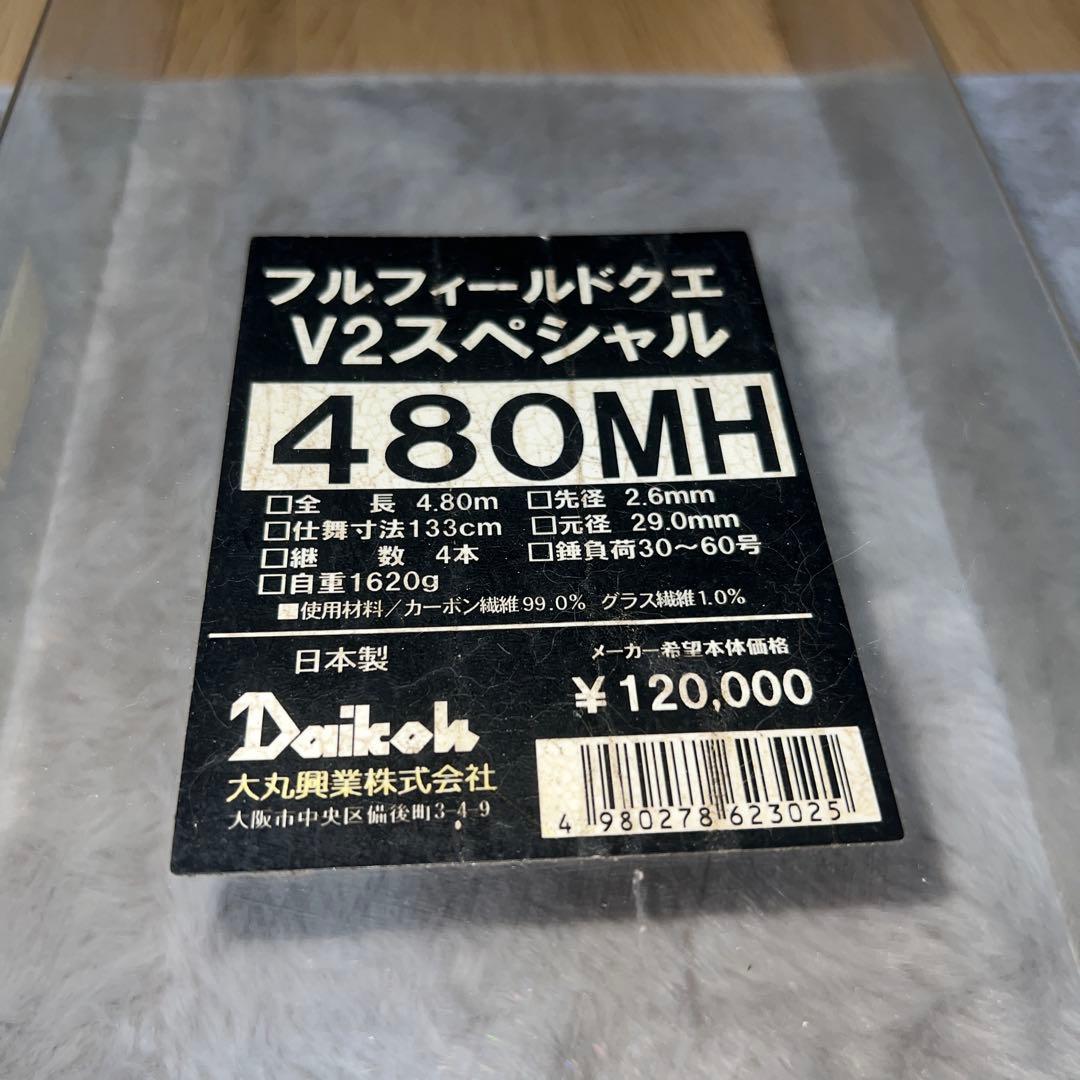 フルフィールドクエ
V2スペシャル
480MH
□全 長 4.80m □先径 2.6mm
□仕舞寸法133cm □元径 29.0mm
□継 数 4本 □錘負荷30〜60号
□自重1620g
使用材料/カーボン繊維99.0% グラス繊維1.0%
日本製
メーカー希望本体価格
¥120,000
Daikoh
大丸興業株式会社
大阪市中央区備後町3-4-9
4 980278 623025